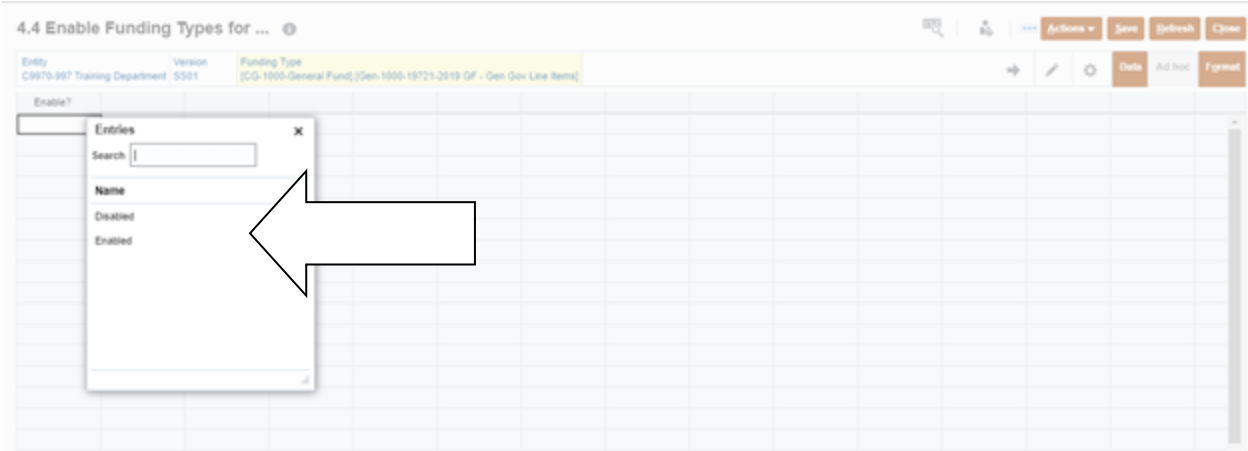 4.4 Enable Funding Types for ...
Actions Save Refresh Close
Entity Version Funding Type
C9970-997 Training Department SS01 [CG-1000-General Fund].[Gen-1000-19721-2019 GF - Gen Gov Line Items]
Data Ad hoc Format
Enable?
Entries
Search
Name
Disabled
Enabled